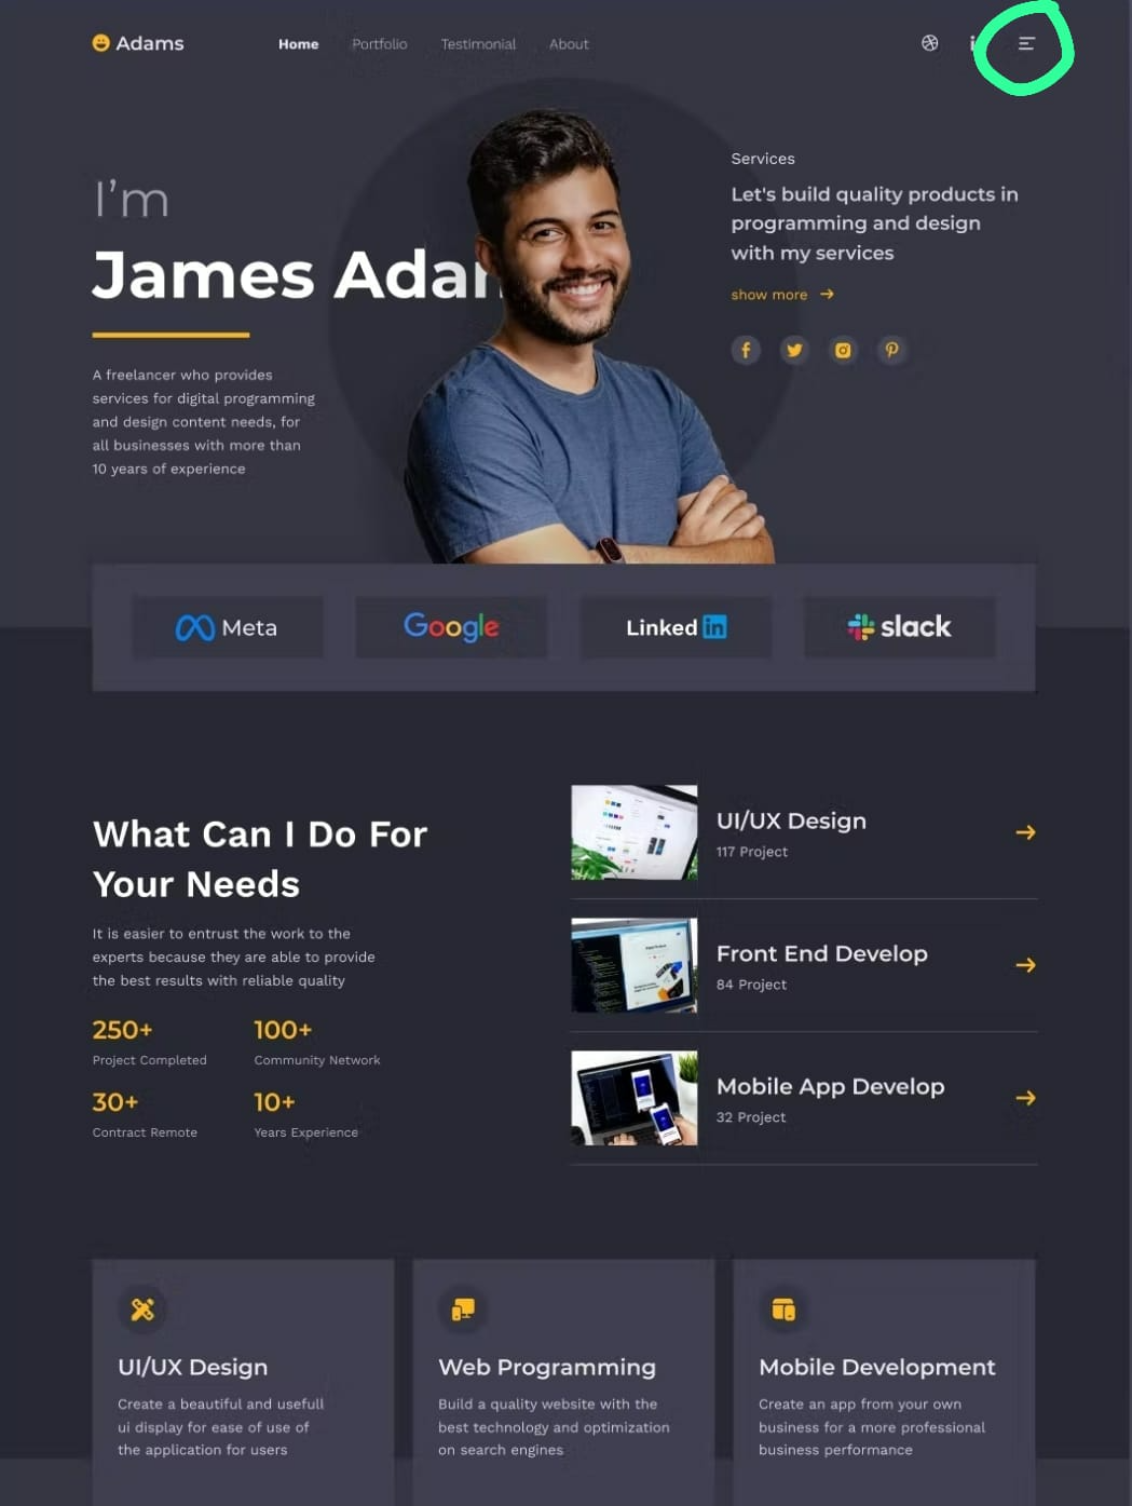 Adams
Home Portfolio Testimonial About
I'm
James Adam
Services
Let's build quality products in
programming and design
with my services
show more
A freelancer who provides
services for digital programming
and design content needs, for
all businesses with more than
10 years of experience
Meta
Google
Linked in
slack
What Can I Do For
Your Needs
It is easier to entrust the work to the
experts because they are able to provide
the best results with reliable quality
250+
Project Completed
100+
Community Network
30+
Contract Remote
10+
Years Experience
UI/UX Design
117 Project
Front End Develop
84 Project
Mobile App Develop
32 Project
UI/UX Design
Create a beautiful and usefull
ui display for ease of use of
the application for users
Web Programming
Build a quality website with the
best technology and optimization
on search engines
Mobile Development
Create an app from your own
business for a more professional
business performance